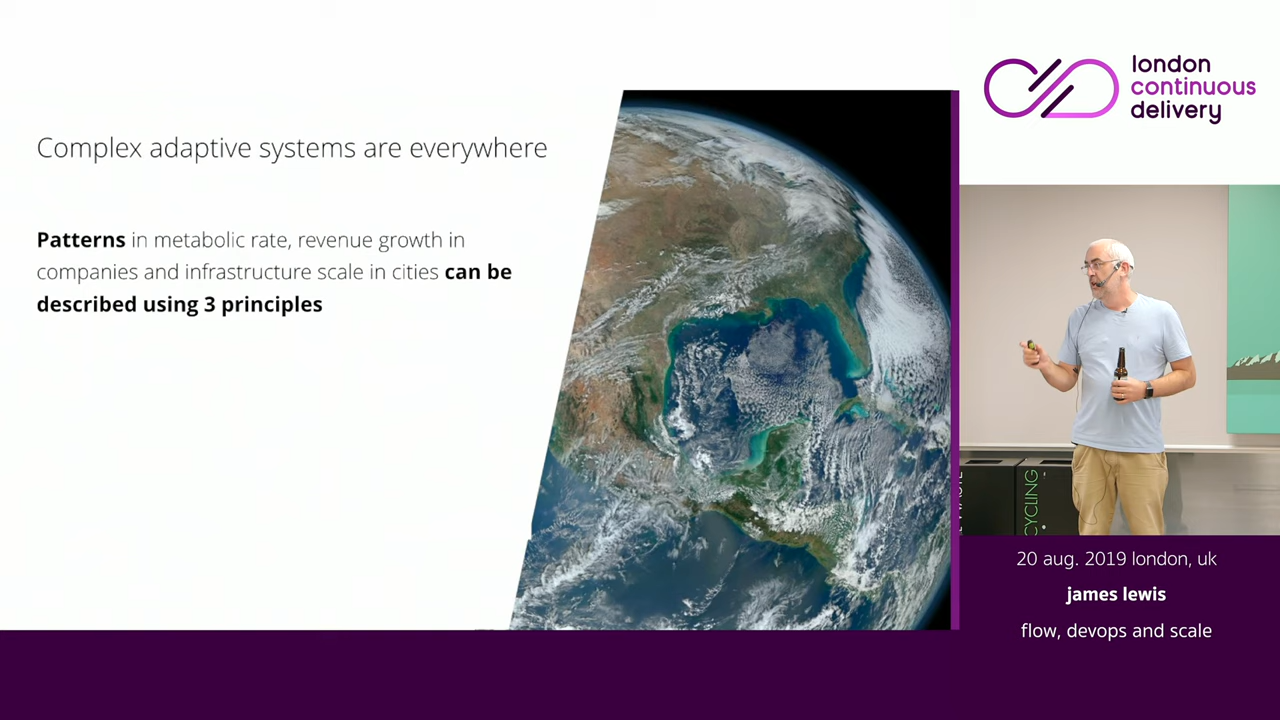 Complex adaptive systems are everywhere
Patterns in metabolic rate, revenue growth in
companies and infrastructure scale in cities can be
described using 3 principles
london
continuous
delivery
CYCLING
20 aug. 2019 london, uk
james lewis
flow, devops and scale